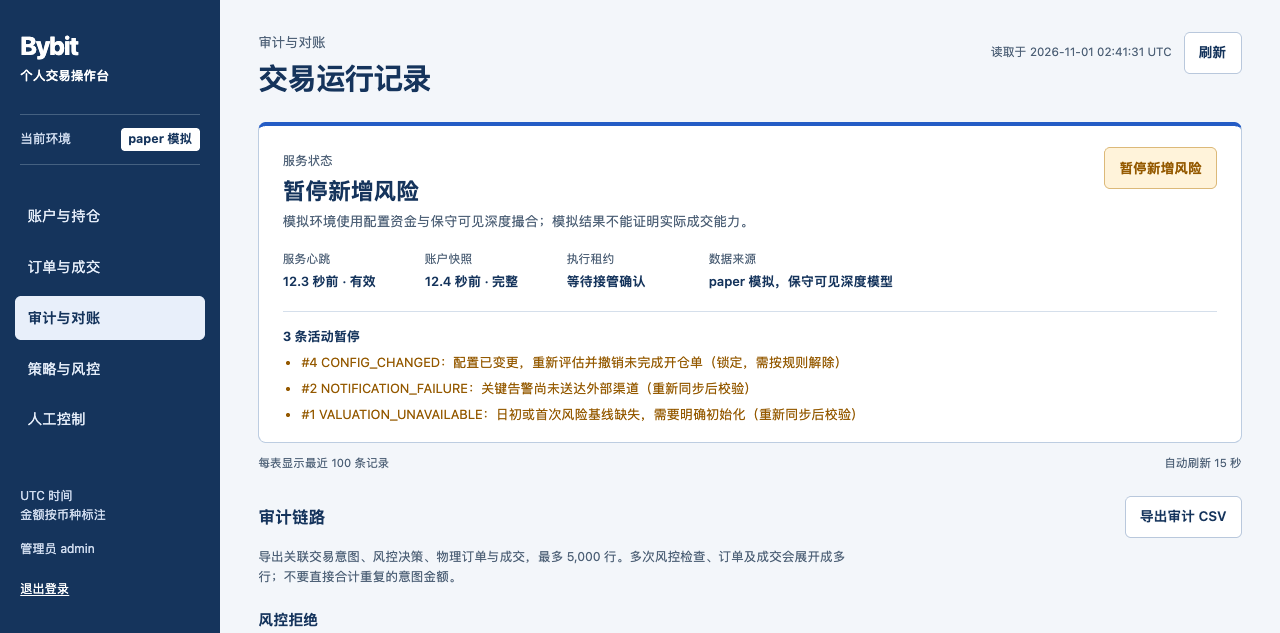 Bybit
个人交易操作台
当前环境
paper 模拟
账户与持仓
订单与成交
审计与对账
策略与风控
人工控制
UTC 时间
金额按币种标注
管理员 admin
退出登录
审计与对账
交易运行记录
读取于 2026-11-01 02:41:31 UTC
刷新
服务状态
暂停新增风险
暂停新增风险
模拟环境使用配置资金与保守可见深度撮合；模拟结果不能证明实际成交能力。
服务心跳
12.3 秒前 · 有效
账户快照
12.4 秒前 · 完整
执行租约
等待接管确认
数据来源
paper 模拟，保守可见深度模型
3 条活动暂停
#4 CONFIG_CHANGED：配置已变更，重新评估并撤销未完成开仓单（锁定，需按规则解除）
#2 NOTIFICATION_FAILURE：关键告警尚未送达外部渠道（重新同步后校验）
#1 VALUATION_UNAVAILABLE：日初或首次风险基线缺失，需要明确初始化（重新同步后校验）
每表显示最近 100 条记录
自动刷新 15 秒
审计链路
导出审计 CSV
导出关联交易意图、风控决策、物理订单与成交，最多 5,000 行。多次风控检查、订单及成交会展开成多
行；不要直接合计重复的意图金额。
风控拒绝